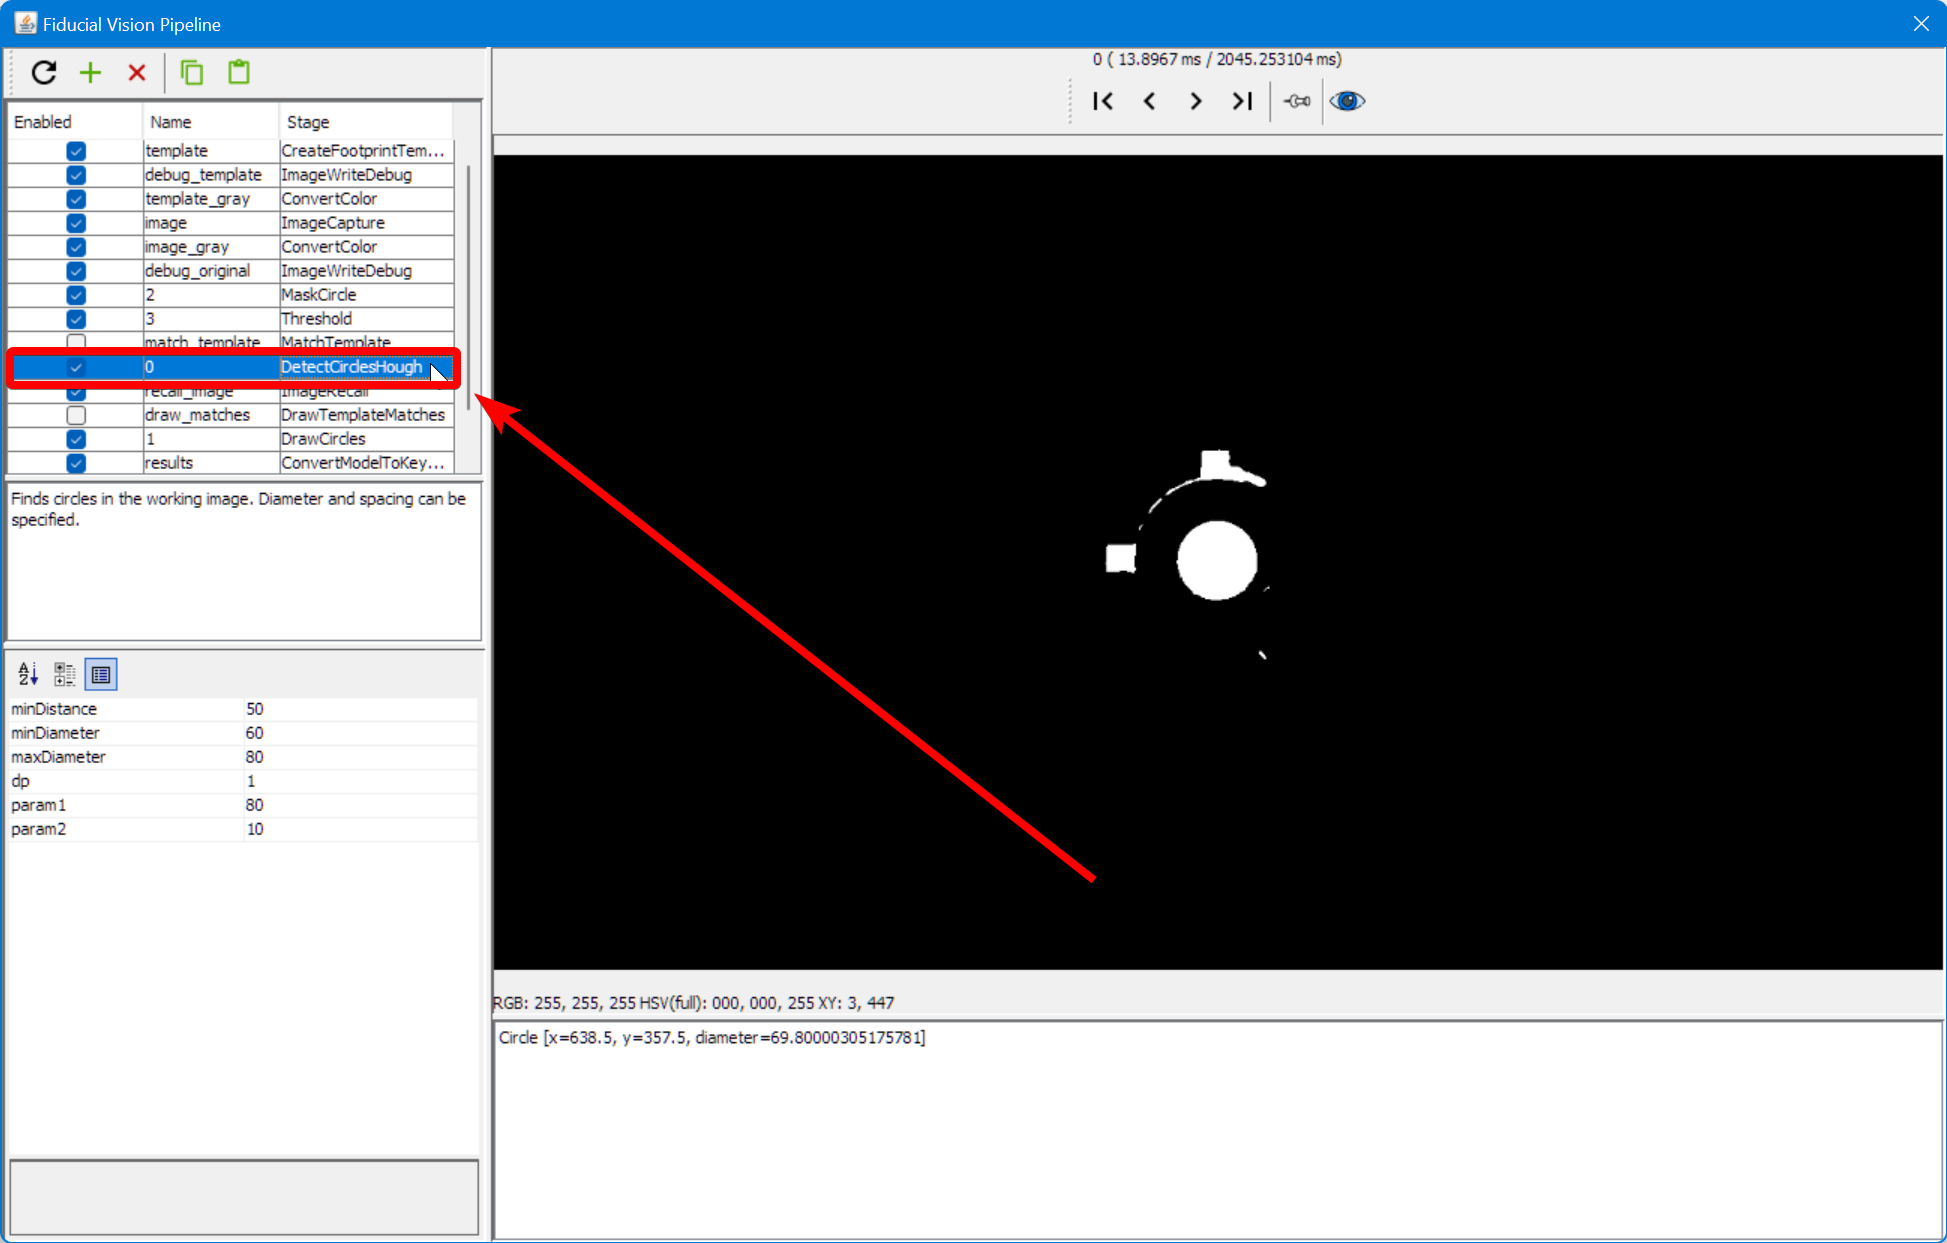 Fiducial Vision Pipeline
0 ( 13.8967 ms / 2045.253104 ms)
Enabled Name Stage
template CreateFootprintTem...
debug_template ImageWriteDebug
template_gray ConvertColor
image ImageCapture
image_gray ConvertColor
debug_original ImageWriteDebug
2 MaskCircle
3 Threshold
match_template MatchTemplate
0 DetectCirclesHough
recall_image ImageRecall
draw_matches DrawTemplateMatches
1 DrawCircles
results ConvertModelToKey...
Finds circles in the working image. Diameter and spacing can be
specified.
minDistance 50
minDiameter 60
maxDiameter 80
dp 1
param1 80
param2 10
RGB: 255, 255, 255 HSV(full): 000, 000, 255 XY: 3, 447
Circle [x=638.5, y=357.5, diameter=69.80000305175781]